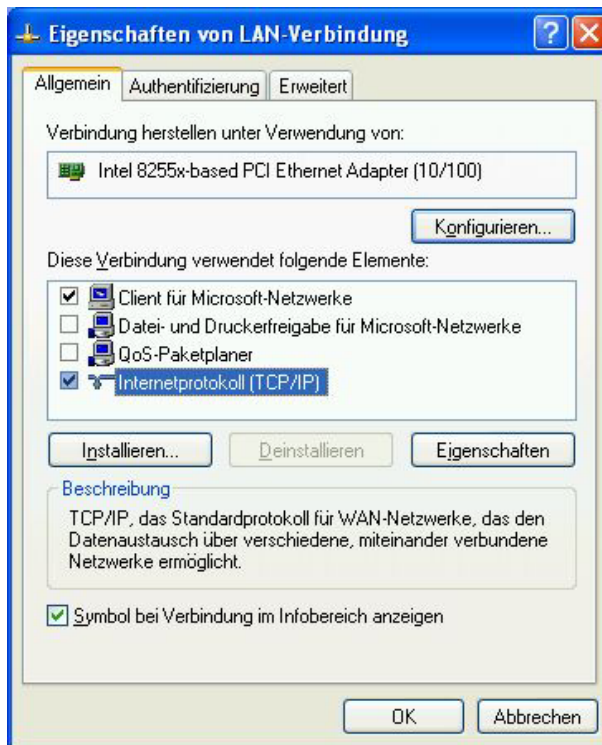 Eigenschaften von LAN-Verbindung
Allgemein
Authentifizierung
Erweitert
Verbindung herstellen unter Verwendung von:
Intel 8255x-based PCI Ethernet Adapter (10/100)
Konfigurieren...
Diese Verbindung verwendet folgende Elemente:
Client für Microsoft-Netzwerke
Datei- und Druckerfreigabe für Microsoft-Netzwerke
QoS-Paketplaner
Internetprotokoll (TCP/IP)
Installieren...
Deinstallieren
Eigenschaften
Beschreibung
TCP/IP, das Standardprotokoll für WAN-Netzwerke, das den
Datenaustausch über verschiedene, miteinander verbundene
Netzwerke ermöglicht.
Symbol bei Verbindung im Infobereich anzeigen
OK
Abbrechen